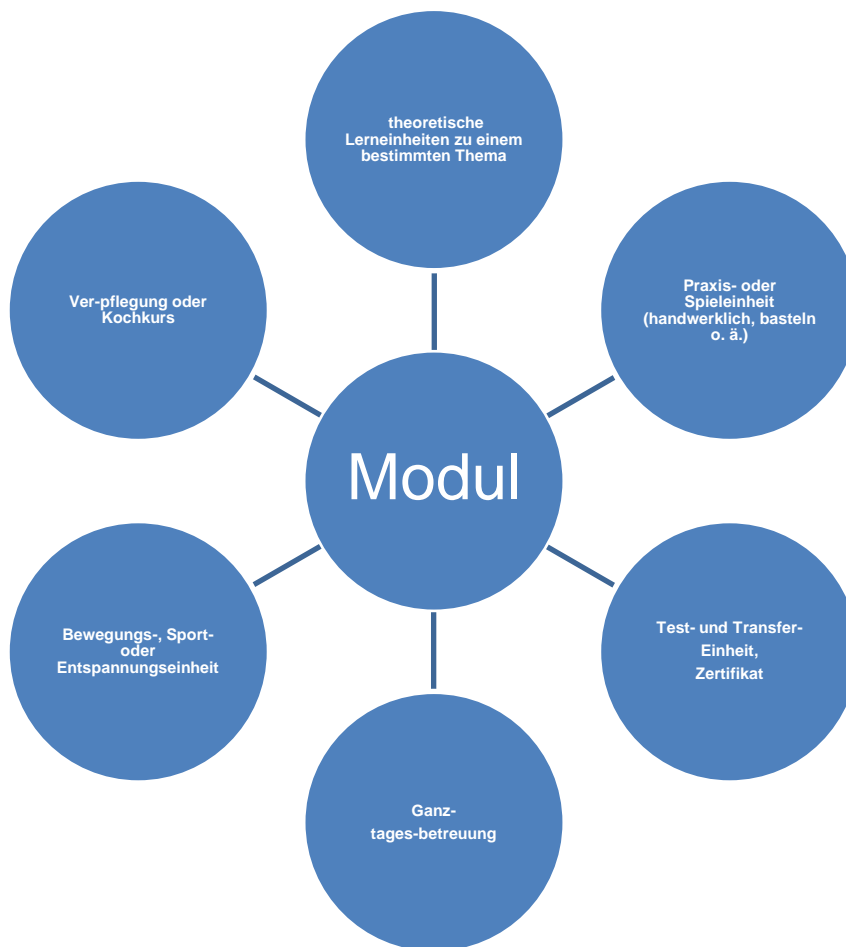 theoretische
Lerneinheiten zu einem
bestimmten Thema
Ver-pflegung oder
Kochkurs
Praxis- oder
Spieleinheit
(handwerklich, basteln
o. ä.)
Modul
Bewegungs-, Sport-
oder
Entspannungseinheit
Test- und Transfer-
Einheit,
Zertifikat
Ganz-
tages-betreuung